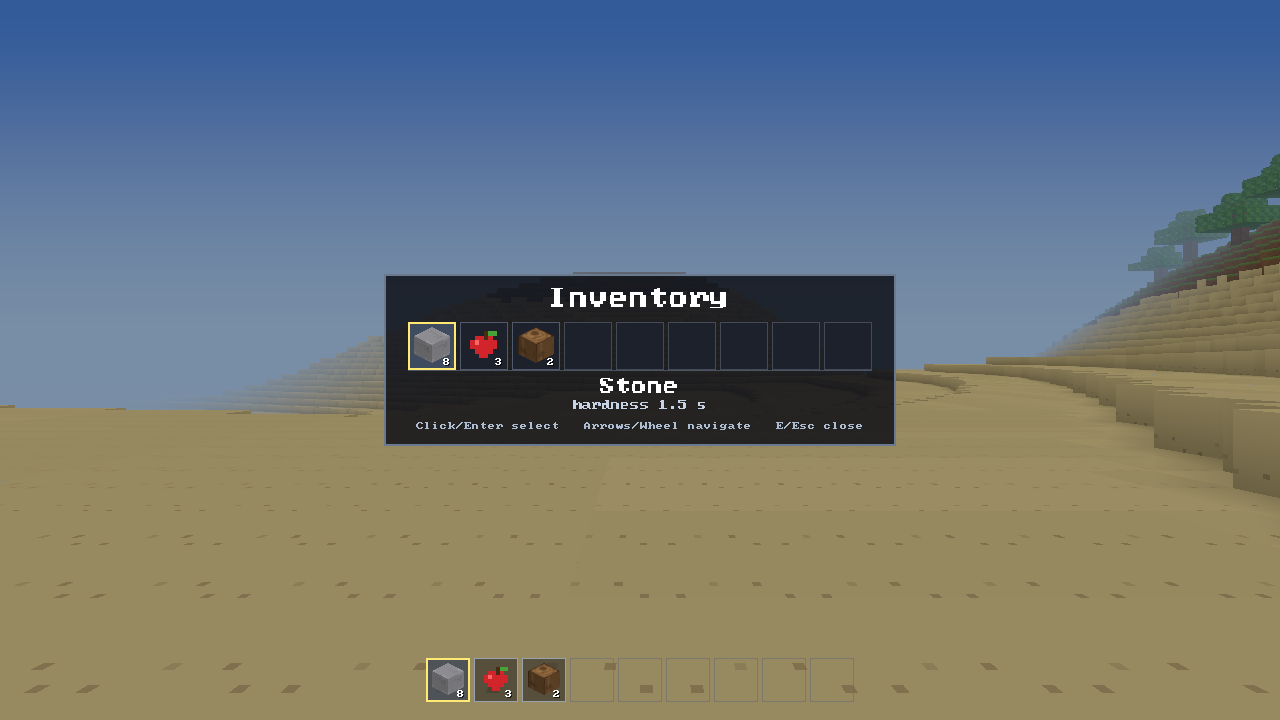 Inventory
8 3 2
Stone
hardness 1.5 s
Click/Enter select Arrows/Wheel navigate E/Esc close
8 3 2